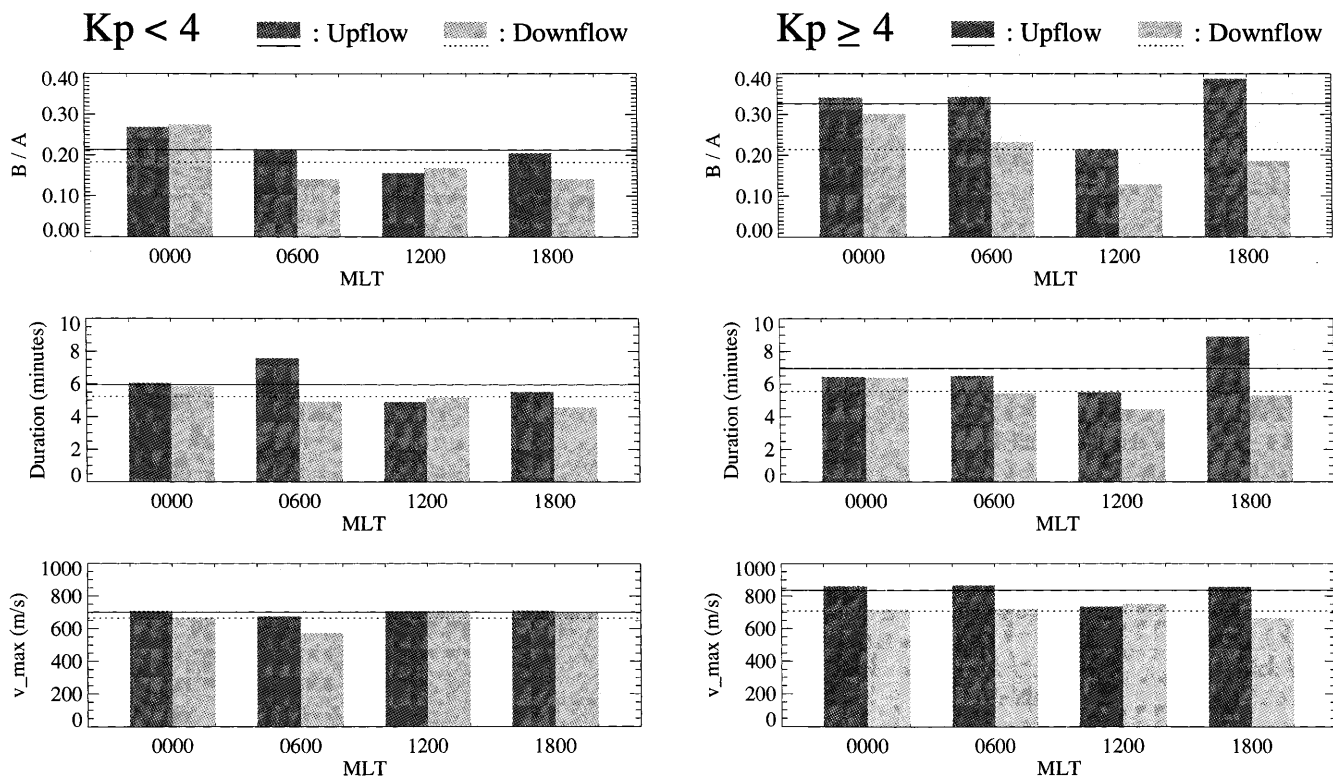 Kp < 4 : Upflow : Downflow
B / A
0.40
0.30
0.20
0.10
0.00
0000 0600 1200 1800
MLT
Duration (minutes)
10
8
6
4
2
0
0000 0600 1200 1800
MLT
v_max (m/s)
1000
800
600
400
200
0
0000 0600 1200 1800
MLT
Kp ≥ 4 : Upflow : Downflow
B / A
0.40
0.30
0.20
0.10
0.00
0000 0600 1200 1800
MLT
Duration (minutes)
10
8
6
4
2
0
0000 0600 1200 1800
MLT
v_max (m/s)
1000
800
600
400
200
0
0000 0600 1200 1800
MLT